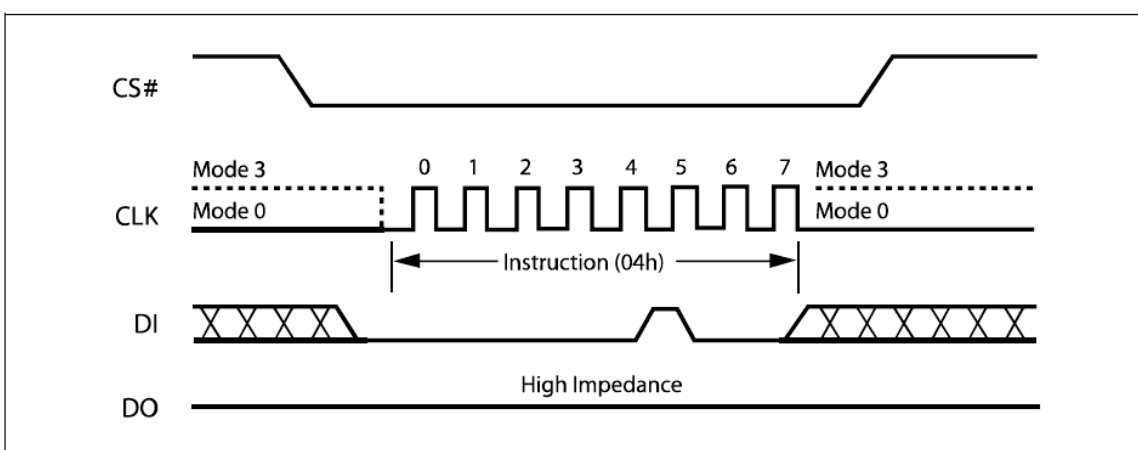 CS#
Mode 3 0 1 2 3 4 5 6 7 Mode 3
CLK Mode 0 Mode 0
Instruction (04h)
DI
High Impedance
DO